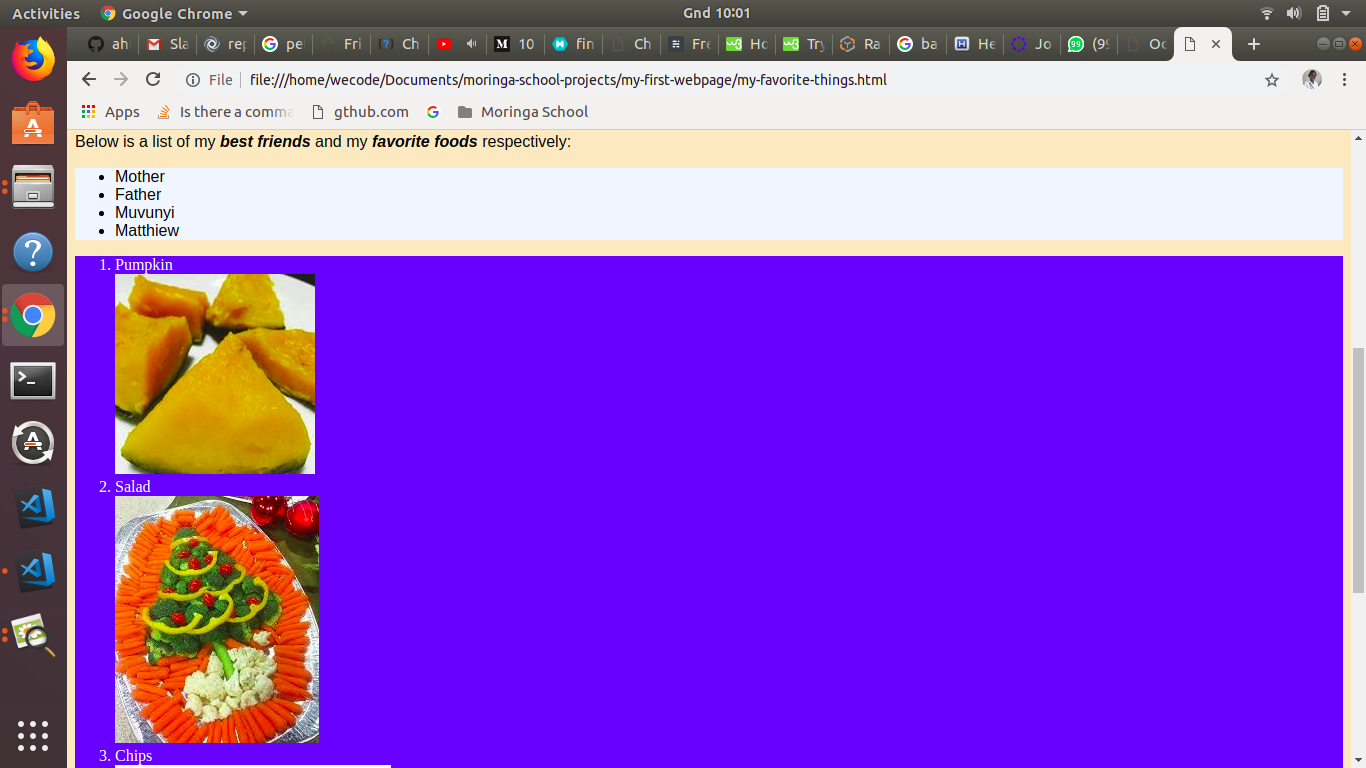 Activities Google Chrome Gnd 10:01
ah Sla rep pe Fri Ch M 10 fin Ch Fre Ho Try Ra ba He Jo (99 Oc
File file:///home/wecode/Documents/moringa-school-projects/my-first-webpage/my-favorite-things.html
Apps Is there a comma gthub.com Moringa School
Below is a list of my best friends and my favorite foods respectively:
• Mother
• Father
• Muvunyi
• Matthiew
1. Pumpkin
2. Salad
3. Chips